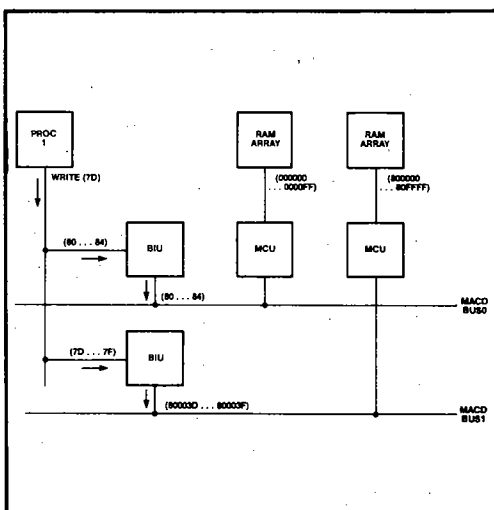 PROC
1
RAM
ARRAY
RAM
ARRAY
WRITE (7D)
(000000
...0000FF)
(800000
...80FFFF)
(80 ... 84)
BIU
MCU
MCU
(80 ... 84)
MACD
BUS0
(7D ... 7F)
BIU
(80003D ... 80003F)
MACD
BUS1